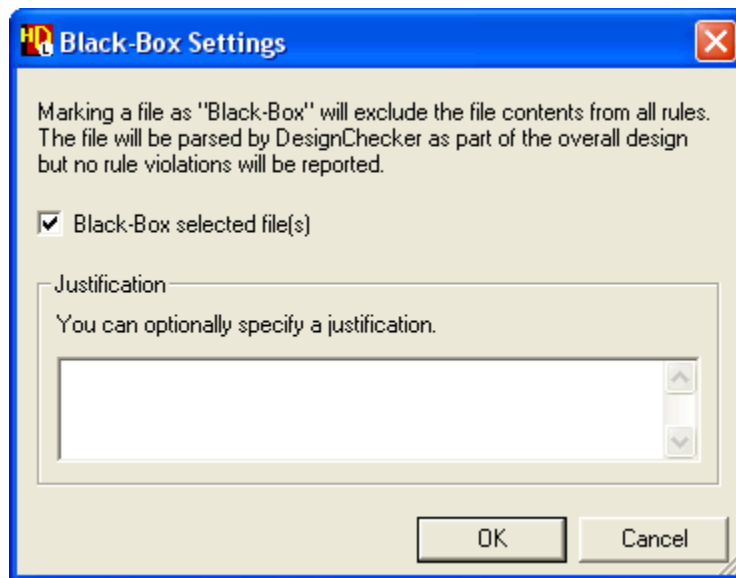 HDL
Black-Box Settings
Marking a file as "Black-Box" will exclude the file contents from all rules.
The file will be parsed by DesignChecker as part of the overall design
but no rule violations will be reported.
Black-Box selected file(s)
Justification
You can optionally specify a justification.
OK
Cancel